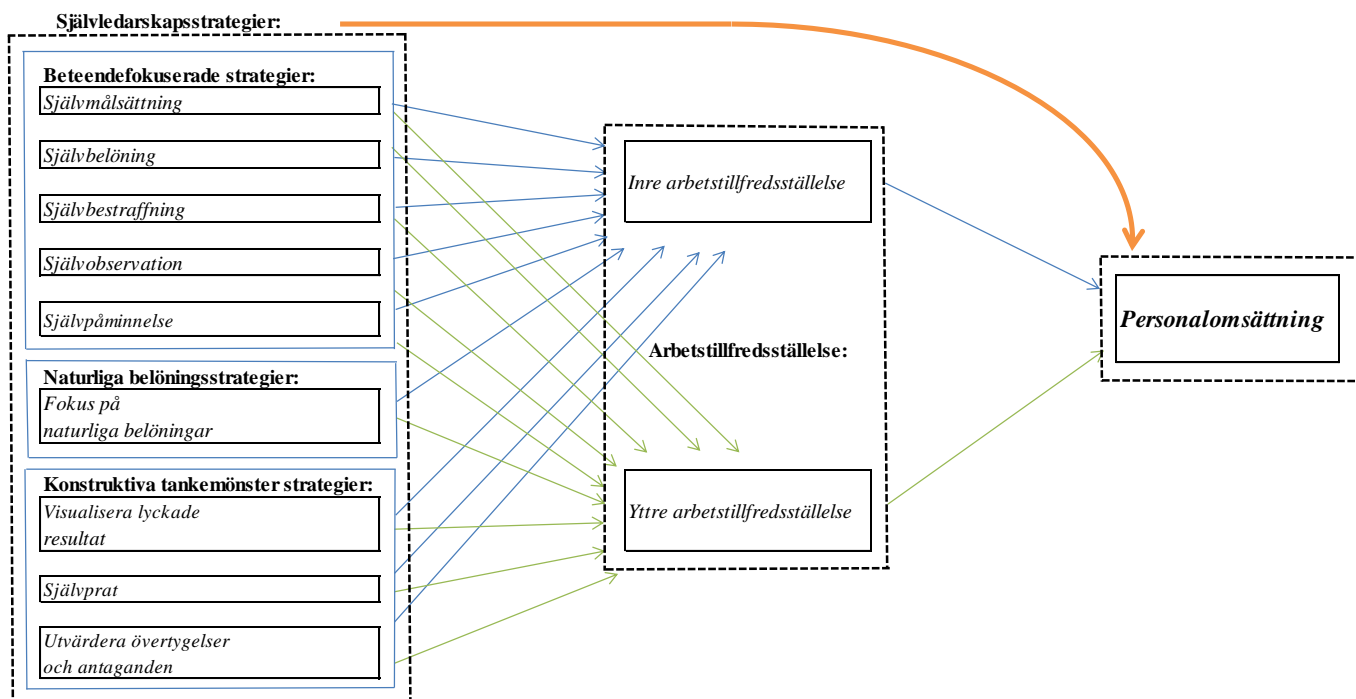 Självledarskapsstrategier:
Beteendefokuserade strategier:
Självmålsättning
Självbelöning
Självbestraffning
Självobservation
Självpåminnelse
Naturliga belöningsstrategier:
Fokus på
naturliga belöningar
Konstruktiva tankemönster strategier:
Visualisera lyckade
resultat
Självprat
Utvärdera övertygelser
och antaganden
Inre arbetstillfredsställelse
Arbetstillfredsställelse:
Yttre arbetstillfredsställelse
Personalomsättning